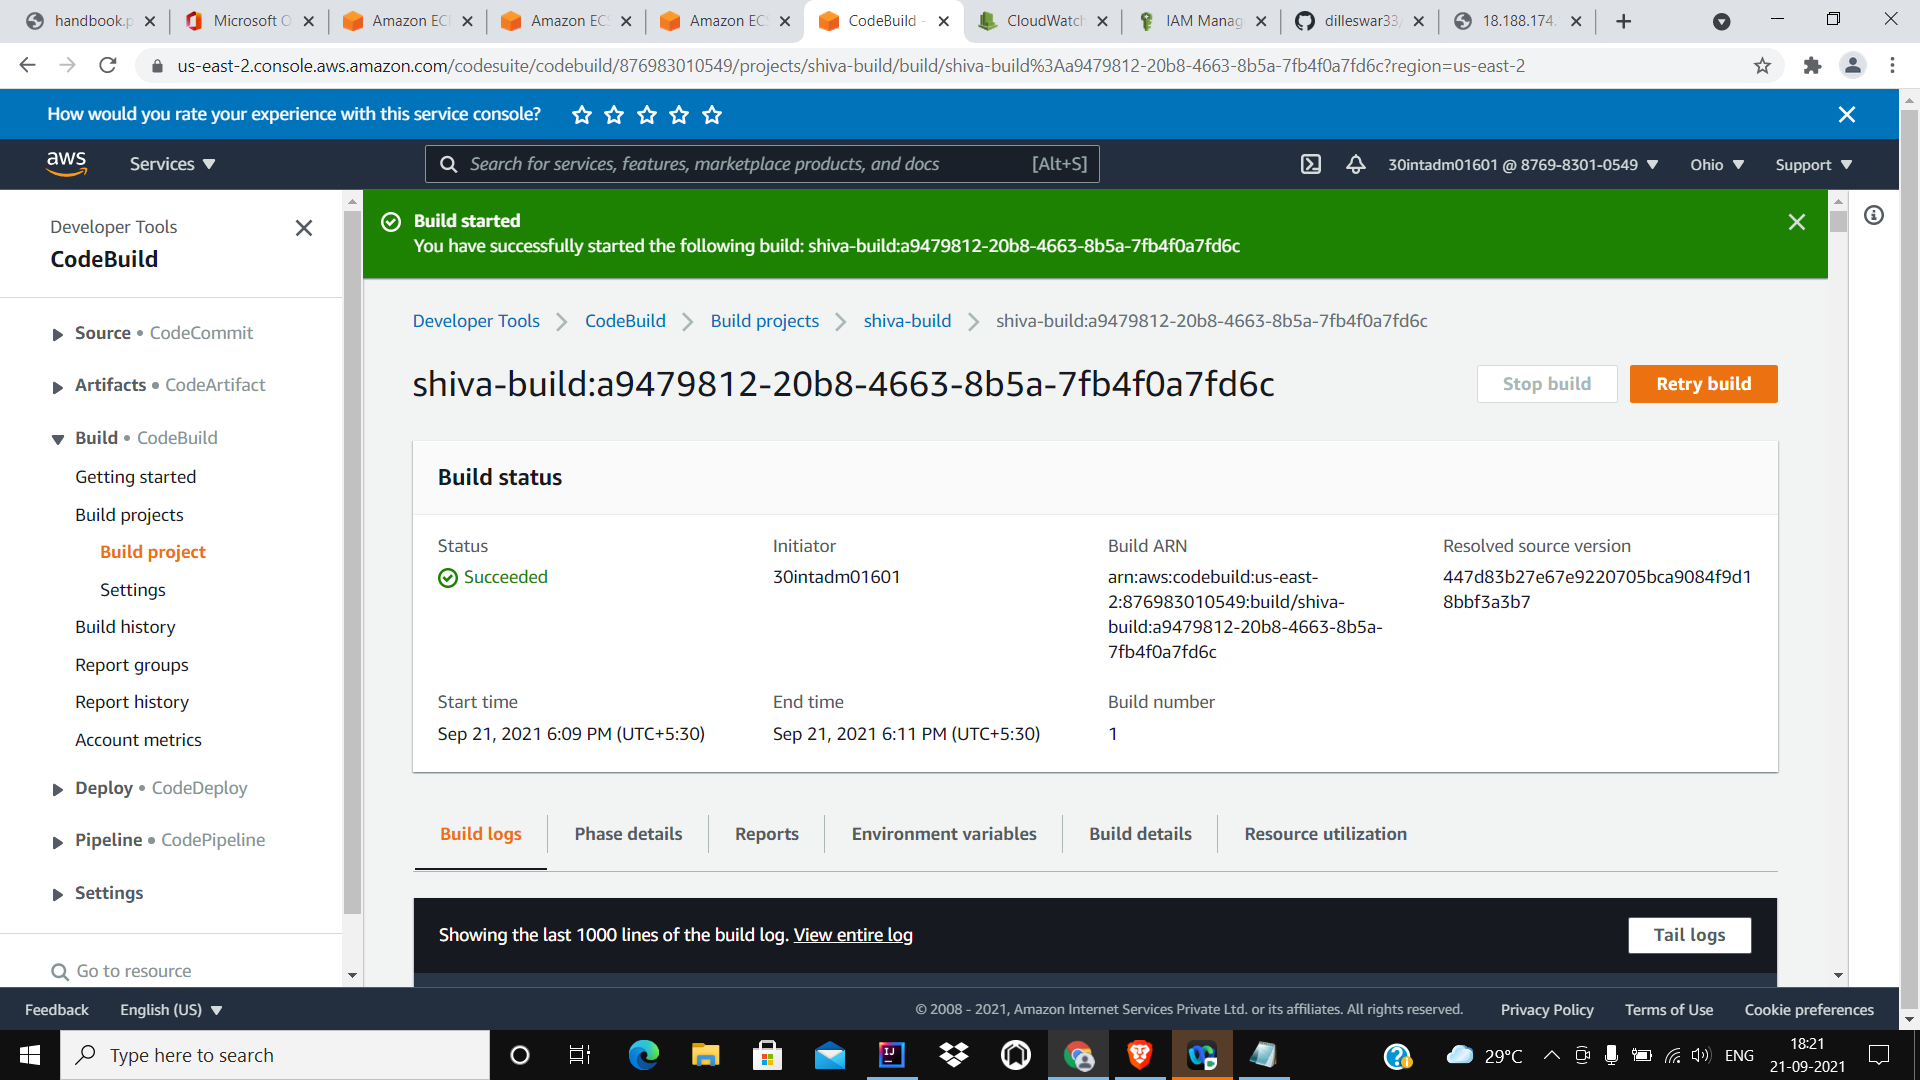 handbook.p
Microsoft O
Amazon EC
Amazon EC
Amazon EC
CodeBuild -
CloudWatch
IAM Manag
dilleswar33/
18.188.174.
us-east-2.console.aws.amazon.com/codesuite/codebuild/876983010549/projects/shiva-build/build/shiva-build%3Aa9479812-20b8-4663-8b5a-7fb4f0a7fd6c?region=us-east-2
How would you rate your experience with this service console?
aws
Services
Search for services, features, marketplace products, and docs
[Alt+S]
30intadm01601 @ 8769-8301-0549
Ohio
Support
Developer Tools
CodeBuild
Source • CodeCommit
Artifacts • CodeArtifact
Build • CodeBuild
Getting started
Build projects
Build project
Settings
Build history
Report groups
Report history
Account metrics
Deploy • CodeDeploy
Pipeline • CodePipeline
Settings
Go to resource
Build started
You have successfully started the following build: shiva-build:a9479812-20b8-4663-8b5a-7fb4f0a7fd6c
Developer Tools
CodeBuild
Build projects
shiva-build
shiva-build:a9479812-20b8-4663-8b5a-7fb4f0a7fd6c
shiva-build:a9479812-20b8-4663-8b5a-7fb4f0a7fd6c
Stop build
Retry build
Build status
Status
Succeeded
Initiator
30intadm01601
Build ARN
arn:aws:codebuild:us-east-
2:876983010549:build/shiva-
build:a9479812-20b8-4663-8b5a-
7fb4f0a7fd6c
Resolved source version
447d83b27e67e9220705bca9084f9d1
8bbf3a3b7
Start time
Sep 21, 2021 6:09 PM (UTC+5:30)
End time
Sep 21, 2021 6:11 PM (UTC+5:30)
Build number
1
Build logs
Phase details
Reports
Environment variables
Build details
Resource utilization
Showing the last 1000 lines of the build log. View entire log
Tail logs
Feedback
English (US)
© 2008 - 2021, Amazon Internet Services Private Ltd. or its affiliates. All rights reserved.
Privacy Policy
Terms of Use
Cookie preferences
Type here to search
29°C
ENG
18:21
21-09-2021